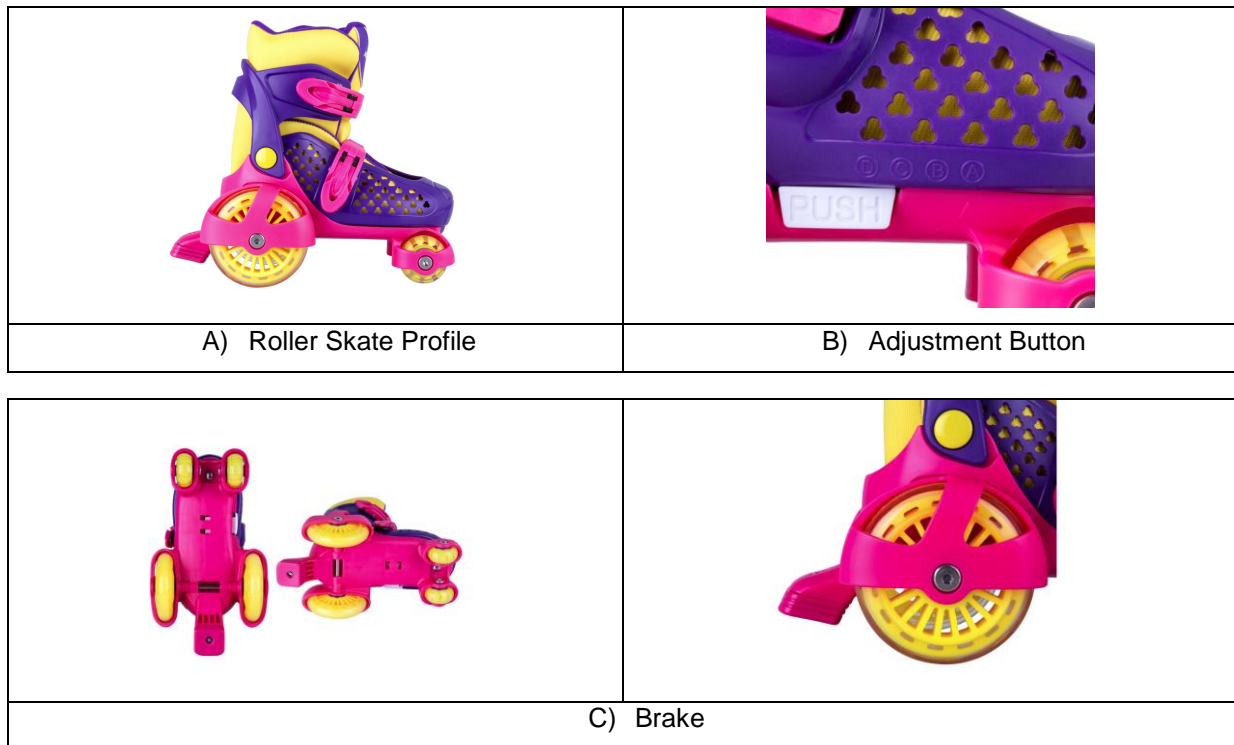 Ⓓ Ⓒ Ⓑ Ⓐ
PUSH
A) Roller Skate Profile
B) Adjustment Button
C) Brake